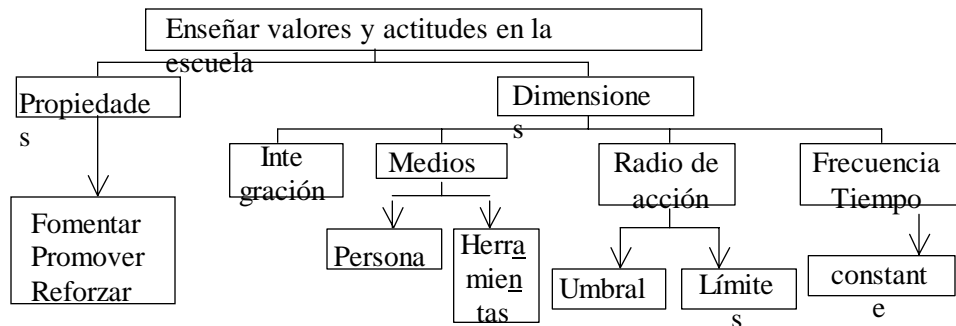 Enseñar valores y actitudes en la
escuela
Propiedade
s
Dimensione
s
Inte
gración
Medios
Radio de
acción
Frecuencia
Tiempo
Fomentar
Promover
Reforzar
Persona
Herra
mien
tas
Umbral
Límite
s
constant
e